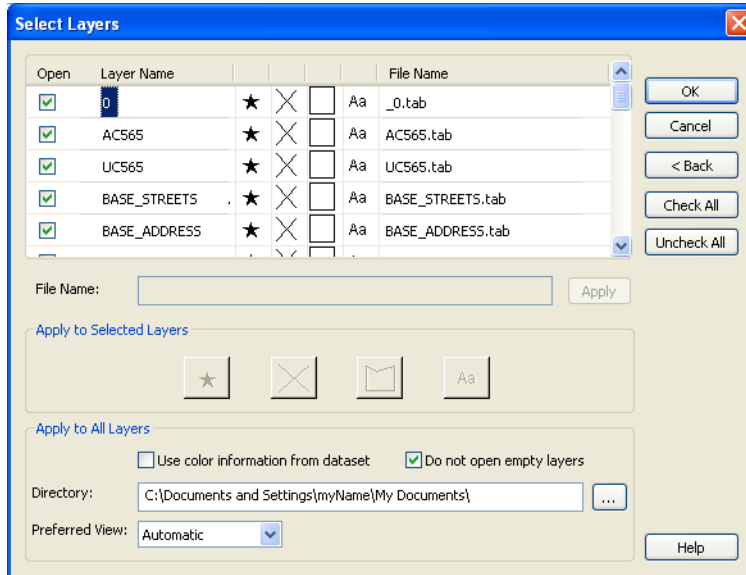 Select Layers
Open Layer Name File Name
0 Aa _0.tab
AC565 Aa AC565.tab
UC565 Aa UC565.tab
BASE_STREETS . Aa BASE_STREETS.tab
BASE_ADDRESS Aa BASE_ADDRESS.tab
OK
Cancel
< Back
Check All
Uncheck All
File Name: Apply
Apply to Selected Layers
Aa
Apply to All Layers
Use color information from dataset Do not open empty layers
Directory: C:\Documents and Settings\myName\My Documents\ ...
Preferred View: Automatic
Help